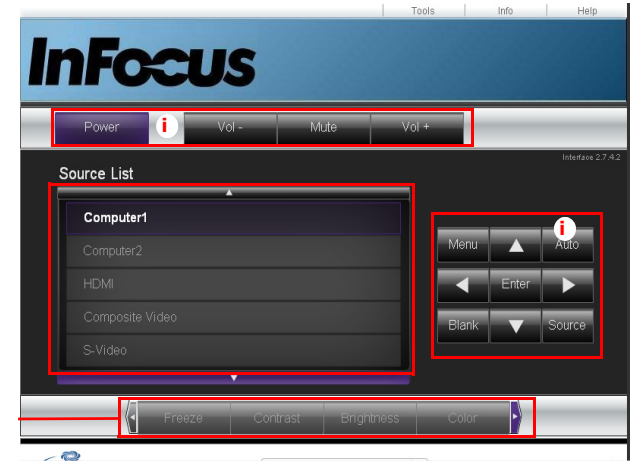 Tools Info Help
InFocus
Power i Vol - Mute Vol +
Interface 2.7.4.2
Source List
Computer1
Computer2
HDMI
Composite Video
S-Video
i
Menu Auto
Enter
Blank Source
Freeze Contrast Brightness Color